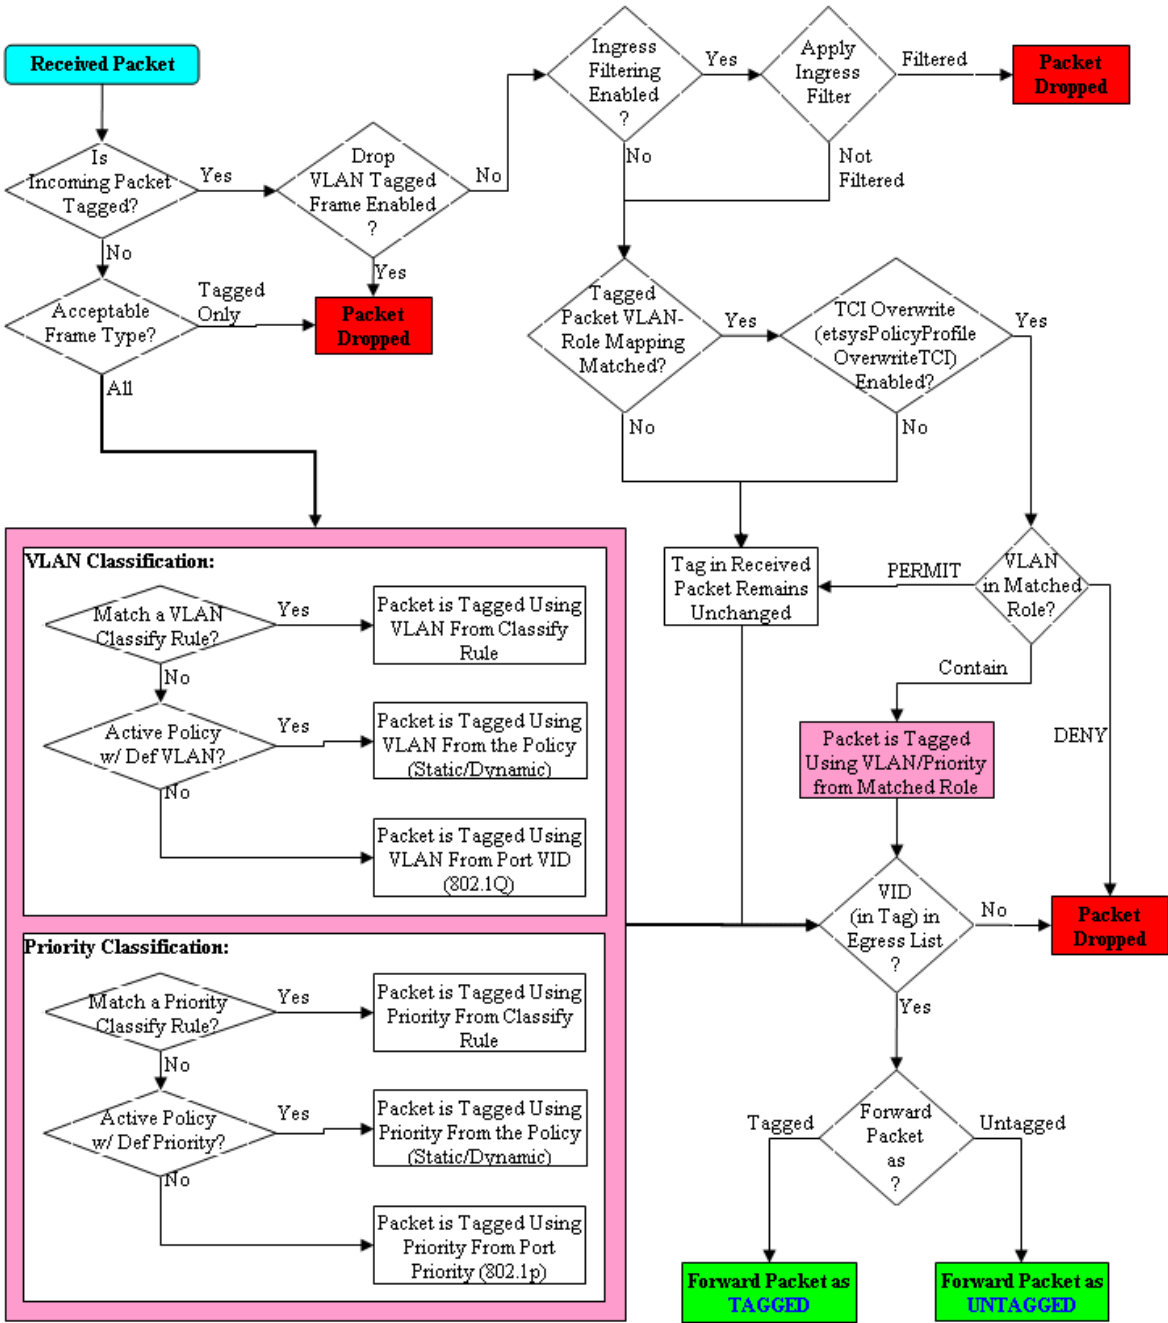 Received Packet
Is
Incoming Packet
Tagged?
Yes
No
Drop
VLAN Tagged
Frame Enabled
?
No
Yes
Ingress
Filtering
Enabled
?
Yes
No
Apply
Ingress
Filter
Filtered
Not
Filtered
Packet
Dropped
Acceptable
Frame Type?
Tagged
Only
All
Packet
Dropped
Tagged
Packet VLAN-
Role Mapping
Matched?
Yes
No
TCI Overwrite
(etsysPolicyProfile
OverwriteTCI)
Enabled?
Yes
No
VLAN Classification:
Match a VLAN
Classify Rule?
Yes
No
Packet is Tagged Using
VLAN From Classify
Rule
Active Policy
w/ Def VLAN?
Yes
No
Packet is Tagged Using
VLAN From the Policy
(Static/Dynamic)
Packet is Tagged Using
VLAN From Port VID
(802.1Q)
Priority Classification:
Match a Priority
Classify Rule?
Yes
No
Packet is Tagged Using
Priority From Classify
Rule
Active Policy
w/ Def Priority?
Yes
No
Packet is Tagged Using
Priority From the Policy
(Static/Dynamic)
Packet is Tagged Using
Priority From Port
Priority (802.1p)
Tag in Received
Packet Remains
Unchanged
PERMIT
VLAN
in Matched
Role?
Contain
DENY
Packet is Tagged
Using VLAN/Priority
from Matched Role
VID
(in Tag) in
Egress List
?
No
Yes
Packet
Dropped
Forward
Packet
as
?
Tagged
Untagged
Forward Packet as
TAGGED
Forward Packet as
UNTAGGED